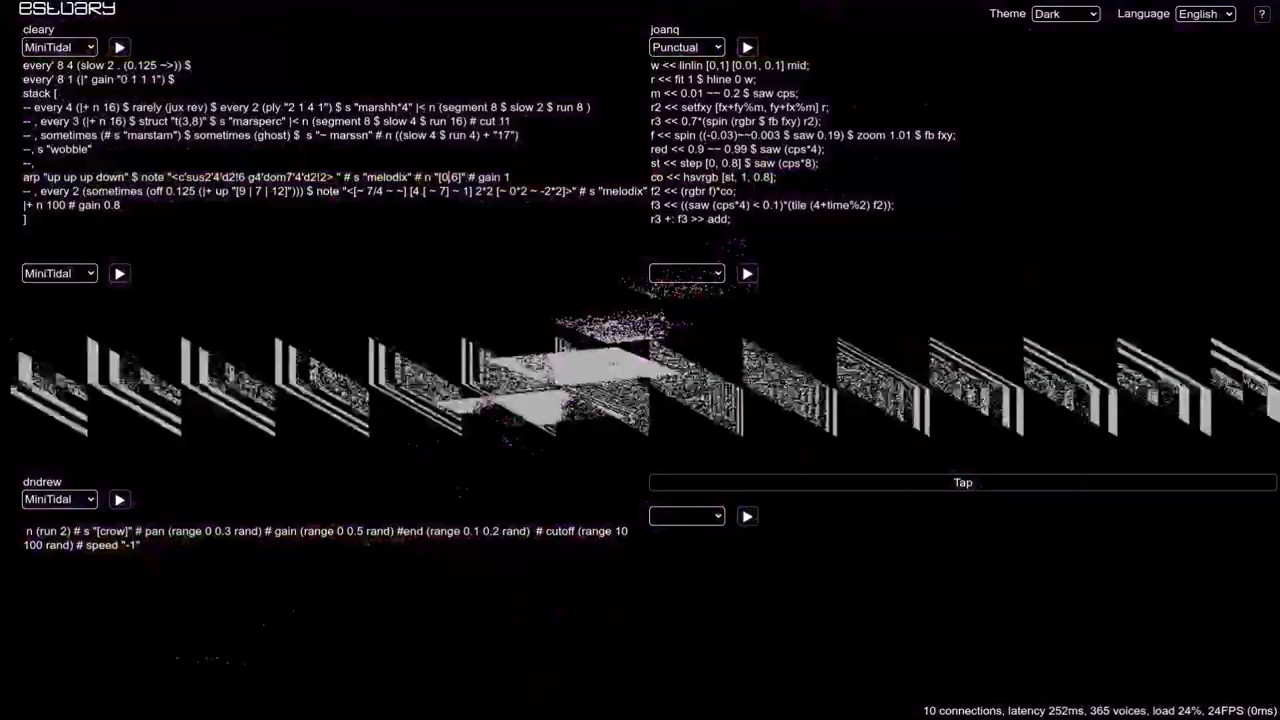 estuary
Theme Dark Language English ?
cleary
MiniTidal
every' 8 4 (slow 2 . (0.125 ~>)) $
every' 8 1 (|* gain "0 1 1 1") $
stack [
-- every 4 (|+ n 16) $ rarely (jux rev) $ every 2 (ply "2 1 4 1") $ s "marshh*4" |< n (segment 8 $ slow 2 $ run 8 )
-- , every 3 (|+ n 16) $ struct "t(3,8)" $ s "marsperc" |< n (segment 8 $ slow 4 $ run 16) # cut 11
-- , sometimes (# s "marstam") $ sometimes (ghost) $  s "~ marssn" # n ((slow 4 $ run 4) + "17")
--, s "wobble"
--,
arp "up up up down" $ note "<c'sus2'4'd2!6 g4'dom7'4'd2!2> " # s "melodix" # n "[0,6]" # gain 1
-- , every 2 (sometimes (off 0.125 (|+ up "[9 | 7 | 12]"))) $ note "<[~ 7/4 ~ ~] [4 [ ~ 7] ~ 1] 2*2 [~ 0*2 ~ -2*2]>" # s "melodix"
|+ n 100 # gain 0.8
]
joanq
Punctual
w << linlin [0,1] [0.01, 0.1] mid;
r << fit 1 $ hline 0 w;
m << 0.01 ~~ 0.2 $ saw cps;
r2 << setfxy [fx+fy%m, fy+fx%m] r;
r3 << 0.7*(spin (rgbr $ fb fxy) r2);
f << spin ((-0.03)~~0.003 $ saw 0.19) $ zoom 1.01 $ fb fxy;
red << 0.9 ~~ 0.99 $ saw (cps*4);
st << step [0, 0.8] $ saw (cps*8);
co << hsvrgb [st, 1, 0.8];
f2 << (rgbr f)*co;
f3 << ((saw (cps*4) < 0.1)*(tile (4+time%2) f2));
r3 +: f3 >> add;
MiniTidal
dndrew
MiniTidal
n (run 2) # s "[crow]" # pan (range 0 0.3 rand) # gain (range 0 0.5 rand) #end (range 0.1 0.2 rand)  # cutoff (range 10
100 rand) # speed "-1"
Tap
10 connections, latency 252ms, 365 voices, load 24%, 24FPS (0ms)